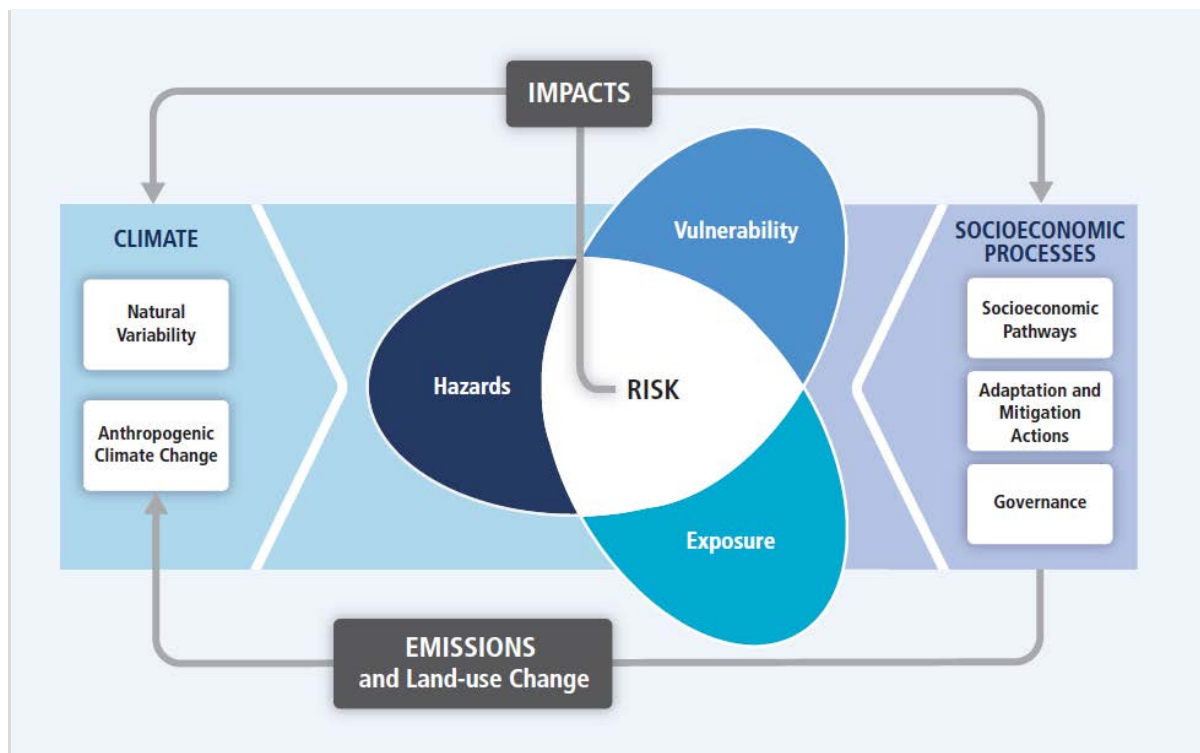 IMPACTS
CLIMATE
Natural
Variability
Anthropogenic
Climate Change
Vulnerability
Hazards
RISK
Exposure
SOCIOECONOMIC
PROCESSES
Socioeconomic
Pathways
Adaptation and
Mitigation
Actions
Governance
EMISSIONS
and Land-use Change